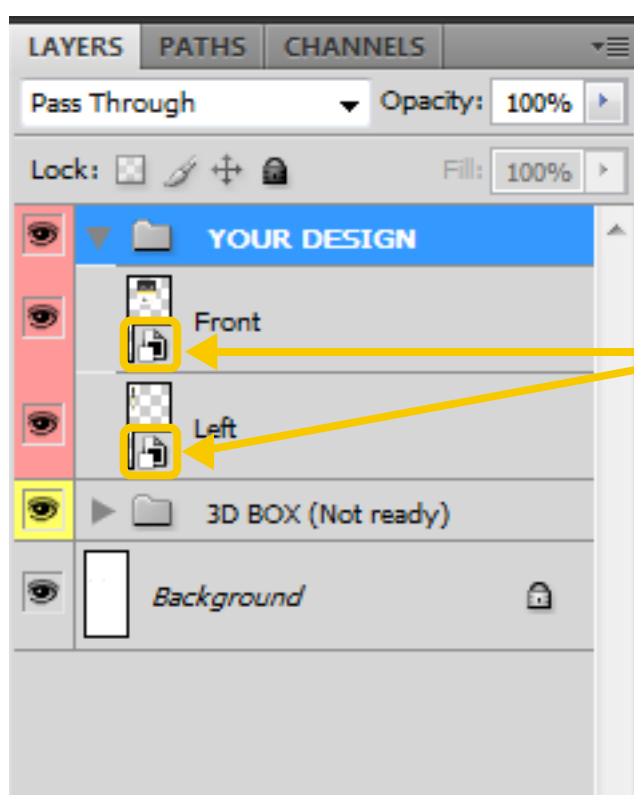 LAYERS PATHS CHANNELS
Pass Through Opacity: 100%
Lock: Fill: 100%
YOUR DESIGN
Front
Left
3D BOX (Not ready)
Background